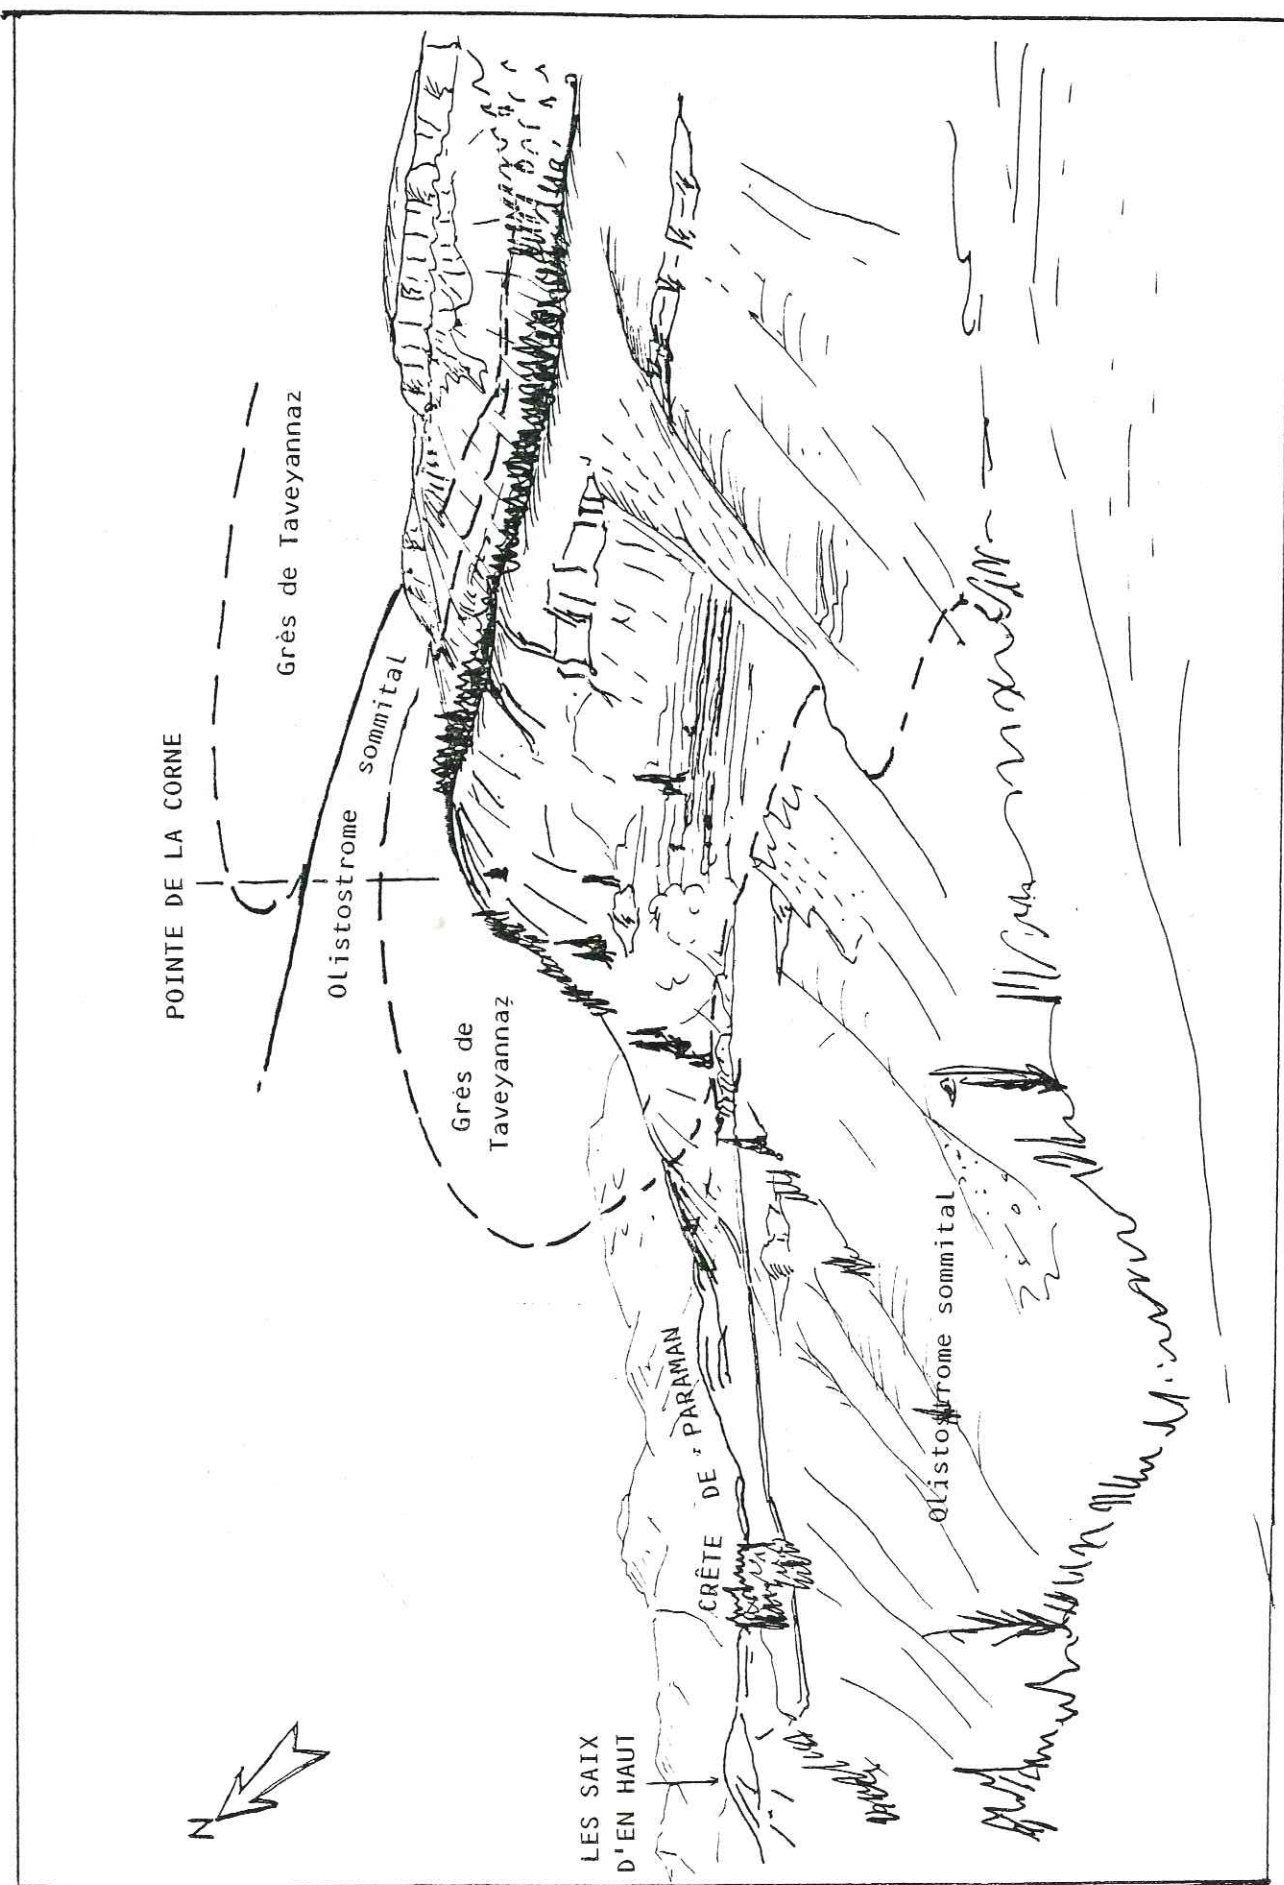 N
POINTE DE LA CORNE
Grès de Taveyannaz
Olistostrome sommital
Grès de
Taveyannaz
LES SAIX
D'EN HAUT
CRÊTE DE PARAMAN
Olistostrome sommital